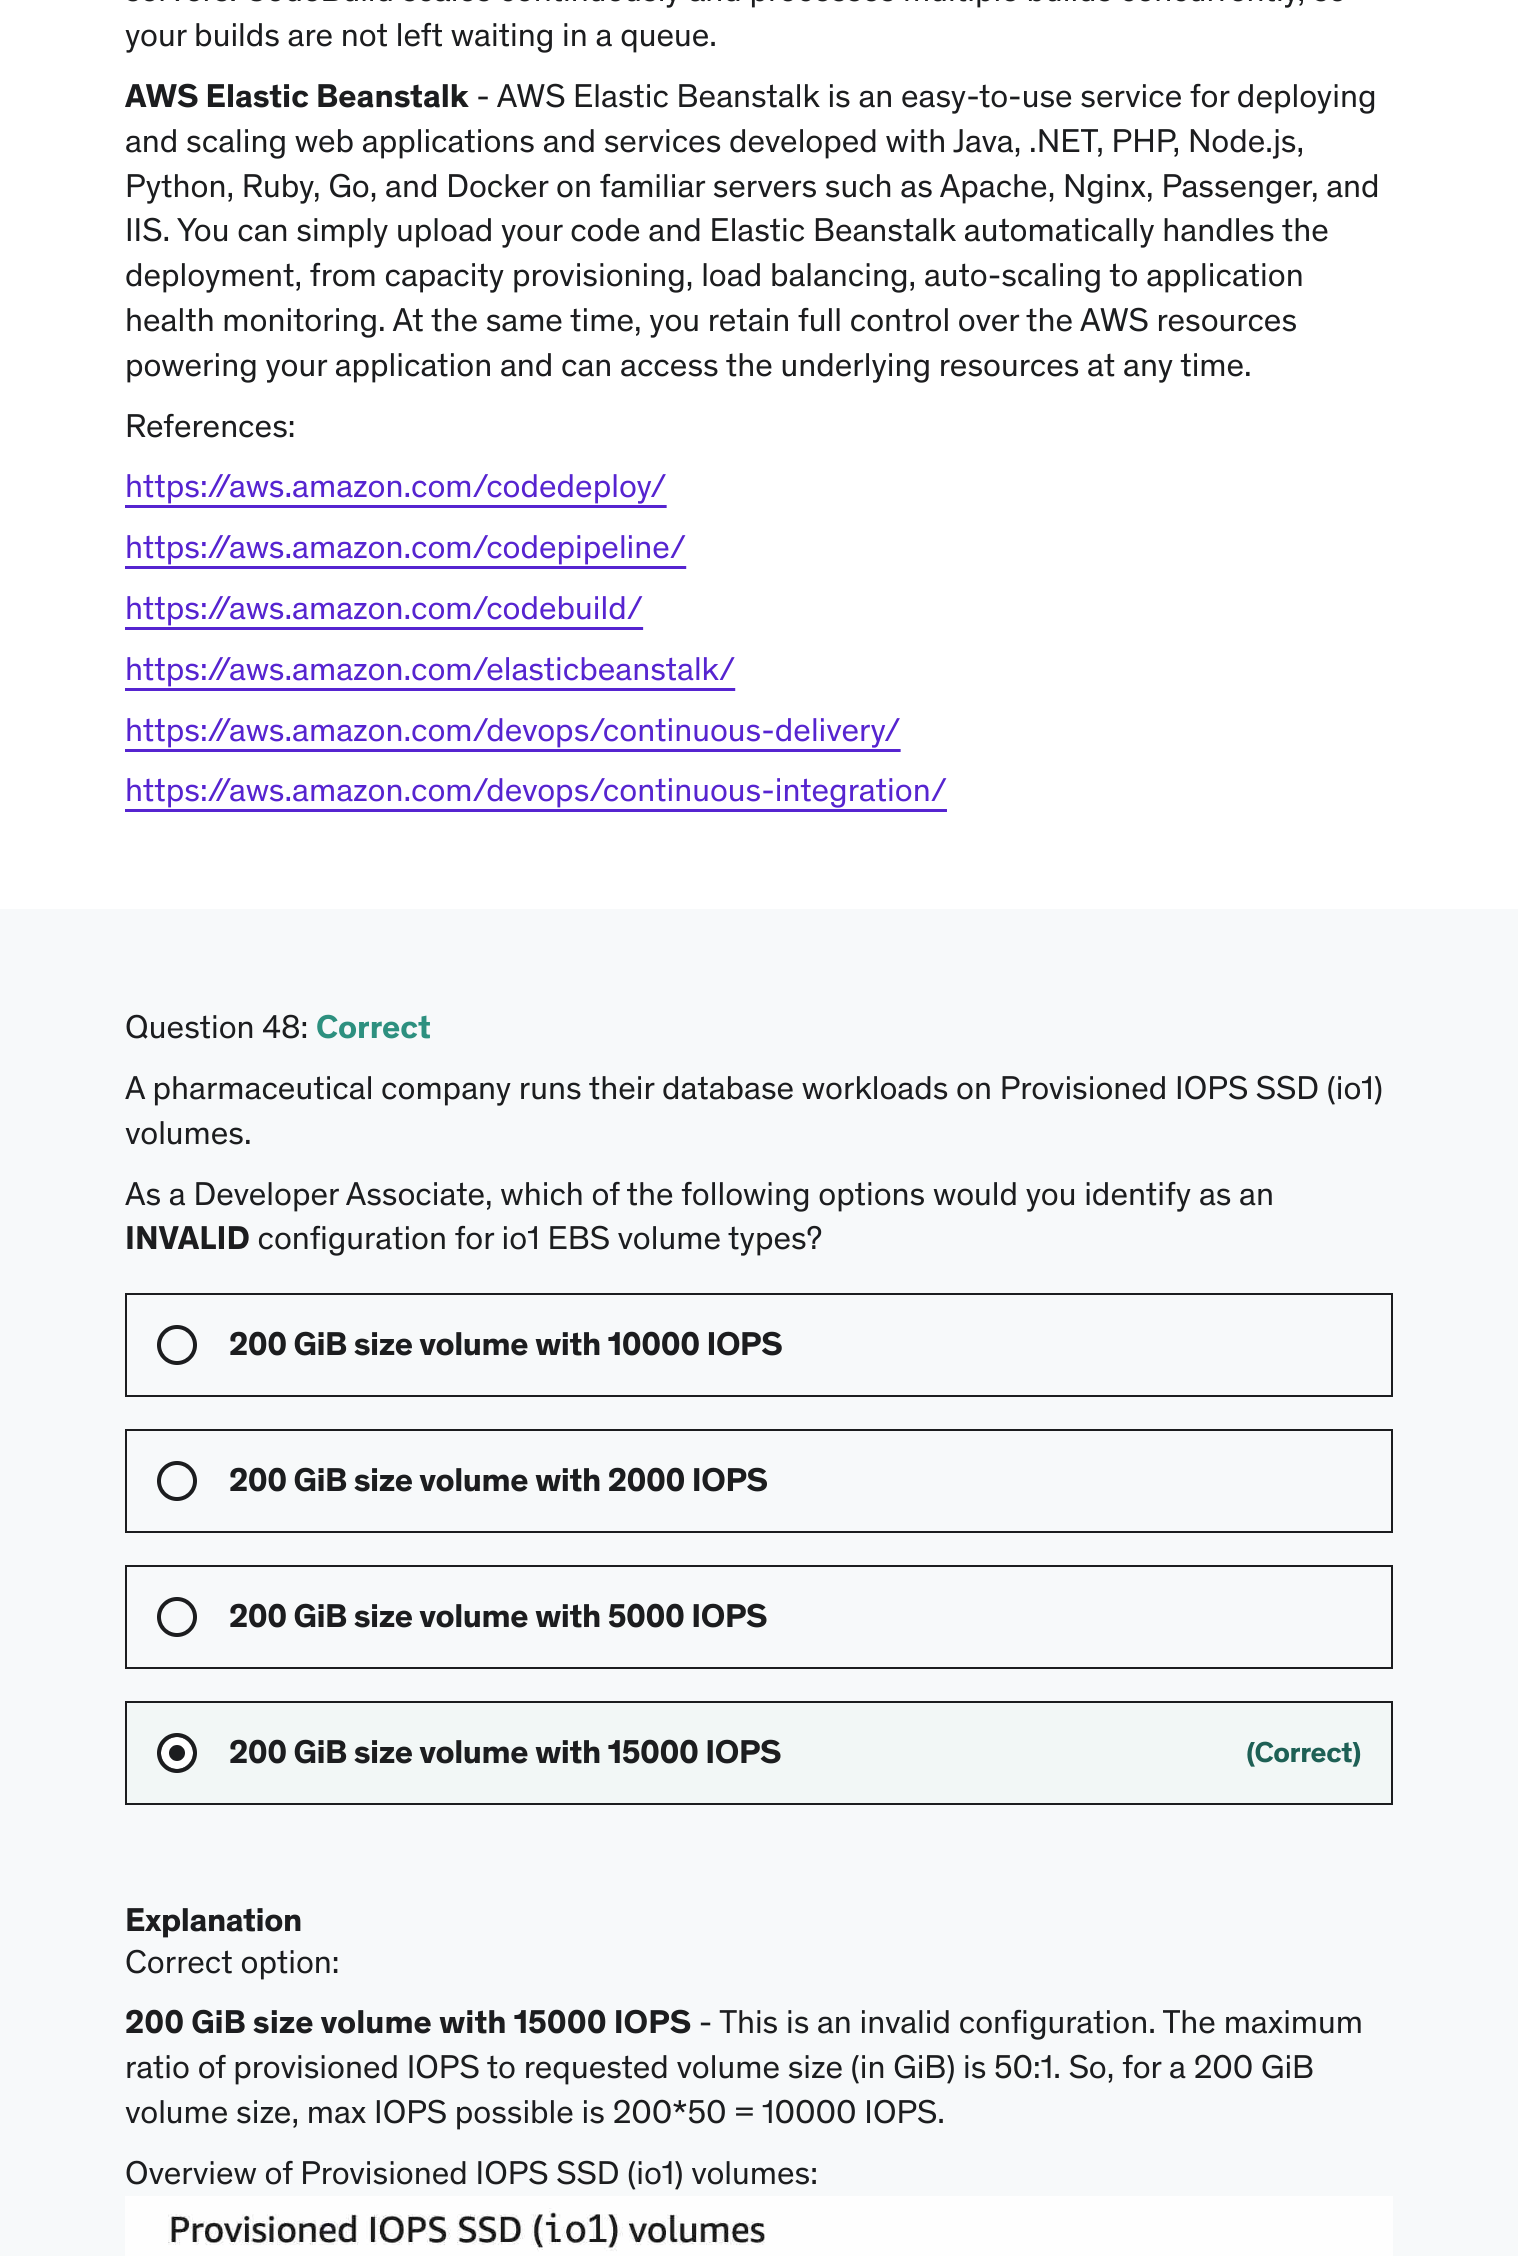 your builds are not left waiting in a queue.
AWS Elastic Beanstalk - AWS Elastic Beanstalk is an easy-to-use service for deploying
and scaling web applications and services developed with Java, .NET, PHP, Node.js,
Python, Ruby, Go, and Docker on familiar servers such as Apache, Nginx, Passenger, and
IIS. You can simply upload your code and Elastic Beanstalk automatically handles the
deployment, from capacity provisioning, load balancing, auto-scaling to application
health monitoring. At the same time, you retain full control over the AWS resources
powering your application and can access the underlying resources at any time.
References:
https://aws.amazon.com/codedeploy/
https://aws.amazon.com/codepipeline/
https://aws.amazon.com/codebuild/
https://aws.amazon.com/elasticbeanstalk/
https://aws.amazon.com/devops/continuous-delivery/
https://aws.amazon.com/devops/continuous-integration/
Question 48: Correct
A pharmaceutical company runs their database workloads on Provisioned IOPS SSD (io1)
volumes.
As a Developer Associate, which of the following options would you identify as an
INVALID configuration for io1 EBS volume types?
200 GiB size volume with 10000 IOPS
200 GiB size volume with 2000 IOPS
200 GiB size volume with 5000 IOPS
200 GiB size volume with 15000 IOPS (Correct)
Explanation
Correct option:
200 GiB size volume with 15000 IOPS - This is an invalid configuration. The maximum
ratio of provisioned IOPS to requested volume size (in GiB) is 50:1. So, for a 200 GiB
volume size, max IOPS possible is 200*50 = 10000 IOPS.
Overview of Provisioned IOPS SSD (io1) volumes:
Provisioned IOPS SSD (io1) volumes